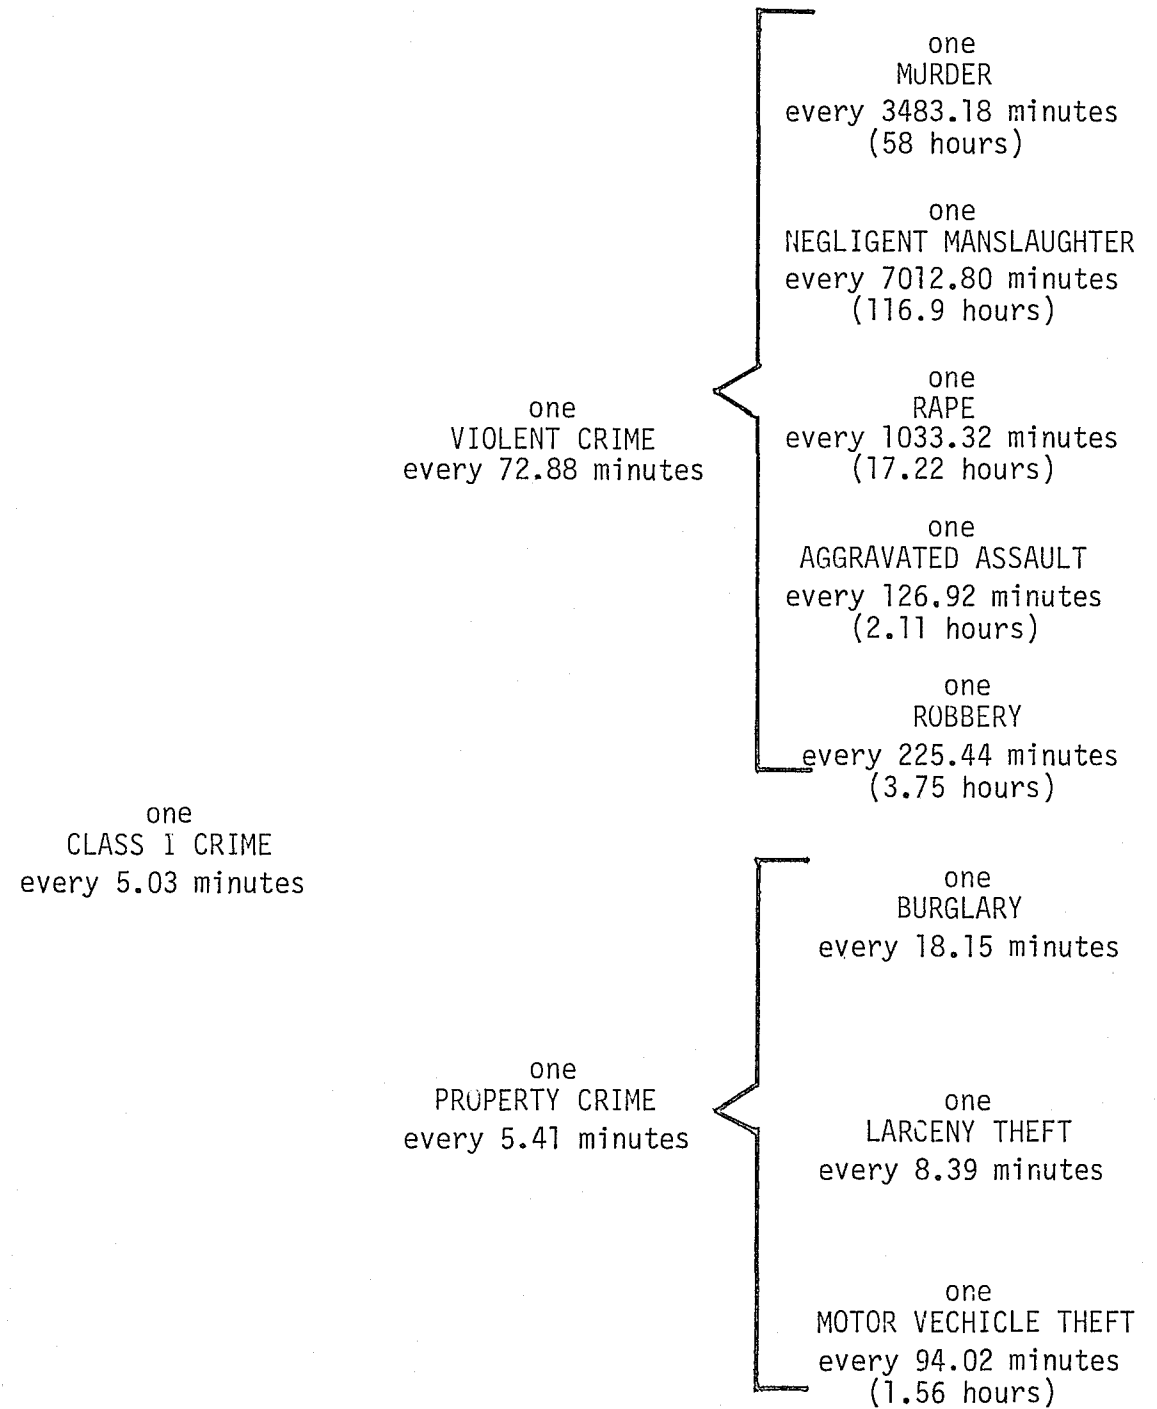 one
MURDER
every 3483.18 minutes
(58 hours)
one
NEGLIGENT MANSLAUGHTER
every 7012.80 minutes
(116.9 hours)
one
RAPE
every 1033.32 minutes
(17.22 hours)
one
VIOLENT CRIME
every 72.88 minutes
one
AGGRAVATED ASSAULT
every 126.92 minutes
(2.11 hours)
one
ROBBERY
every 225.44 minutes
(3.75 hours)
one
CLASS 1 CRIME
every 5.03 minutes
one
BURGLARY
every 18.15 minutes
one
PROPERTY CRIME
every 5.41 minutes
one
LARCENY THEFT
every 8.39 minutes
one
MOTOR VECHICLE THEFT
every 94.02 minutes
(1.56 hours)